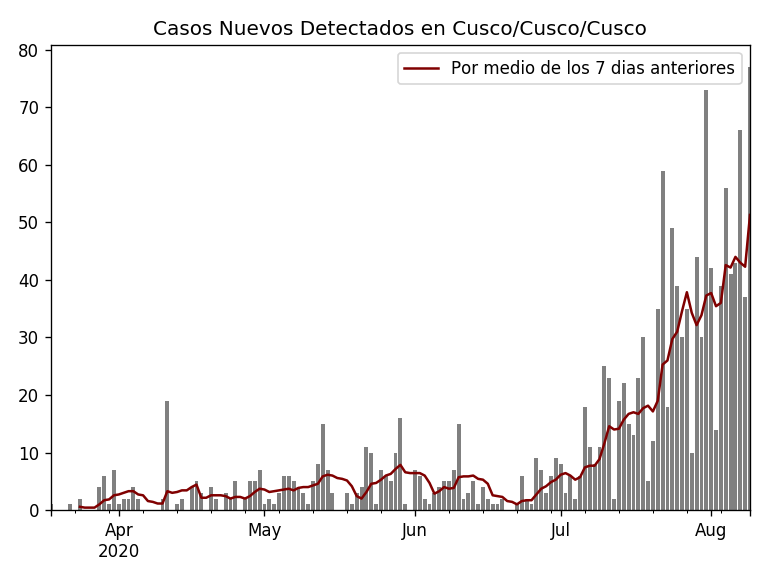 Casos Nuevos Detectados en Cusco/Cusco/Cusco
Por medio de los 7 dias anteriores
80
70
60
50
40
30
20
10
0
Apr
2020
May
Jun
Jul
Aug